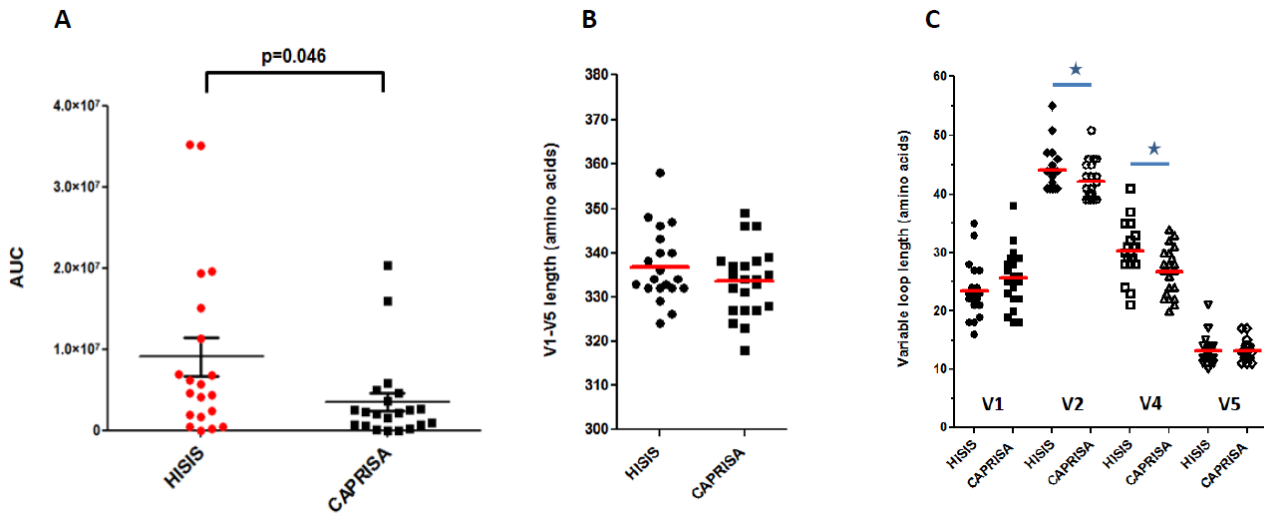 A
p=0.046
AUC
4.0×10⁷
3.0×10⁷
2.0×10⁷
1.0×10⁷
0
HISIS
CAPRISA
B
V1-V5 length (amino acids)
380
370
360
350
340
330
320
310
300
HISIS
CAPRISA
C
Variable loop length (amino acids)
60
50
40
30
20
10
0
V1 V2 V4 V5
HISIS
CAPRISA
HISIS
CAPRISA
HISIS
CAPRISA
HISIS
CAPRISA